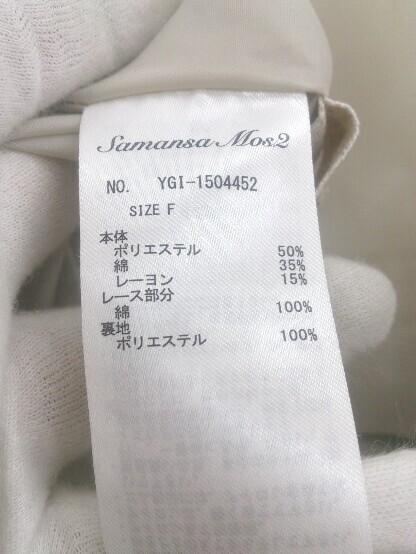 Samansa Mos2
NO. YGI-1504452
SIZE F
本体
ポリエステル 50%
綿 35%
レーヨン 15%
レース部分
綿 100%
裏地
ポリエステル 100%